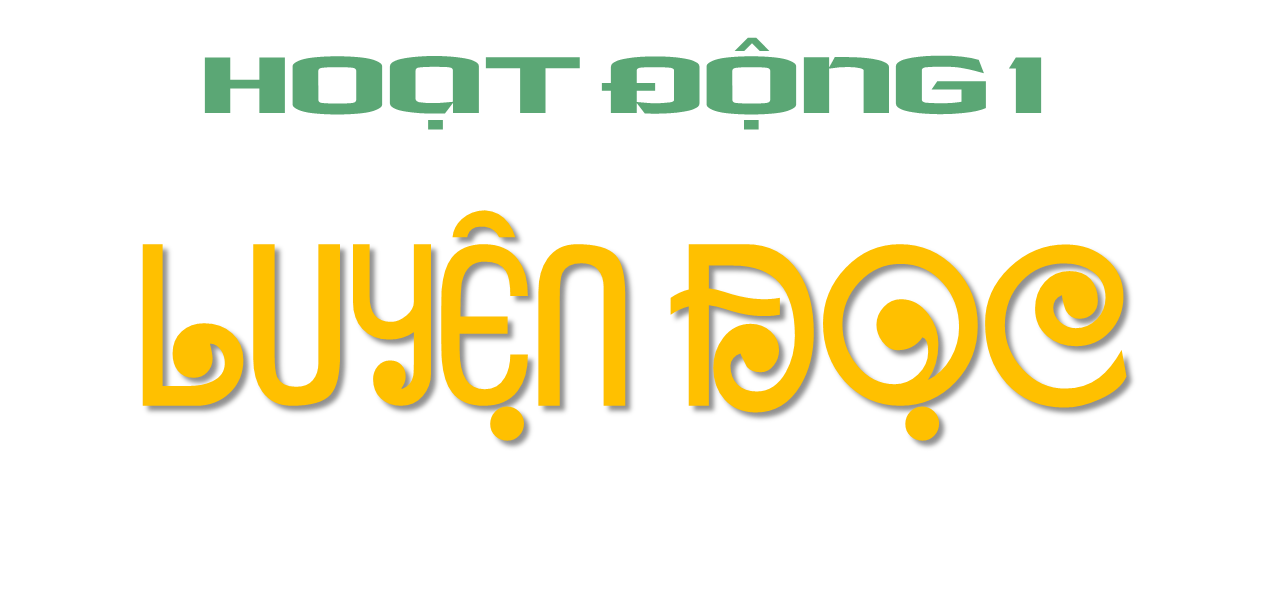 HOẠT ĐỘNG 1
LUYỆN ĐỌC